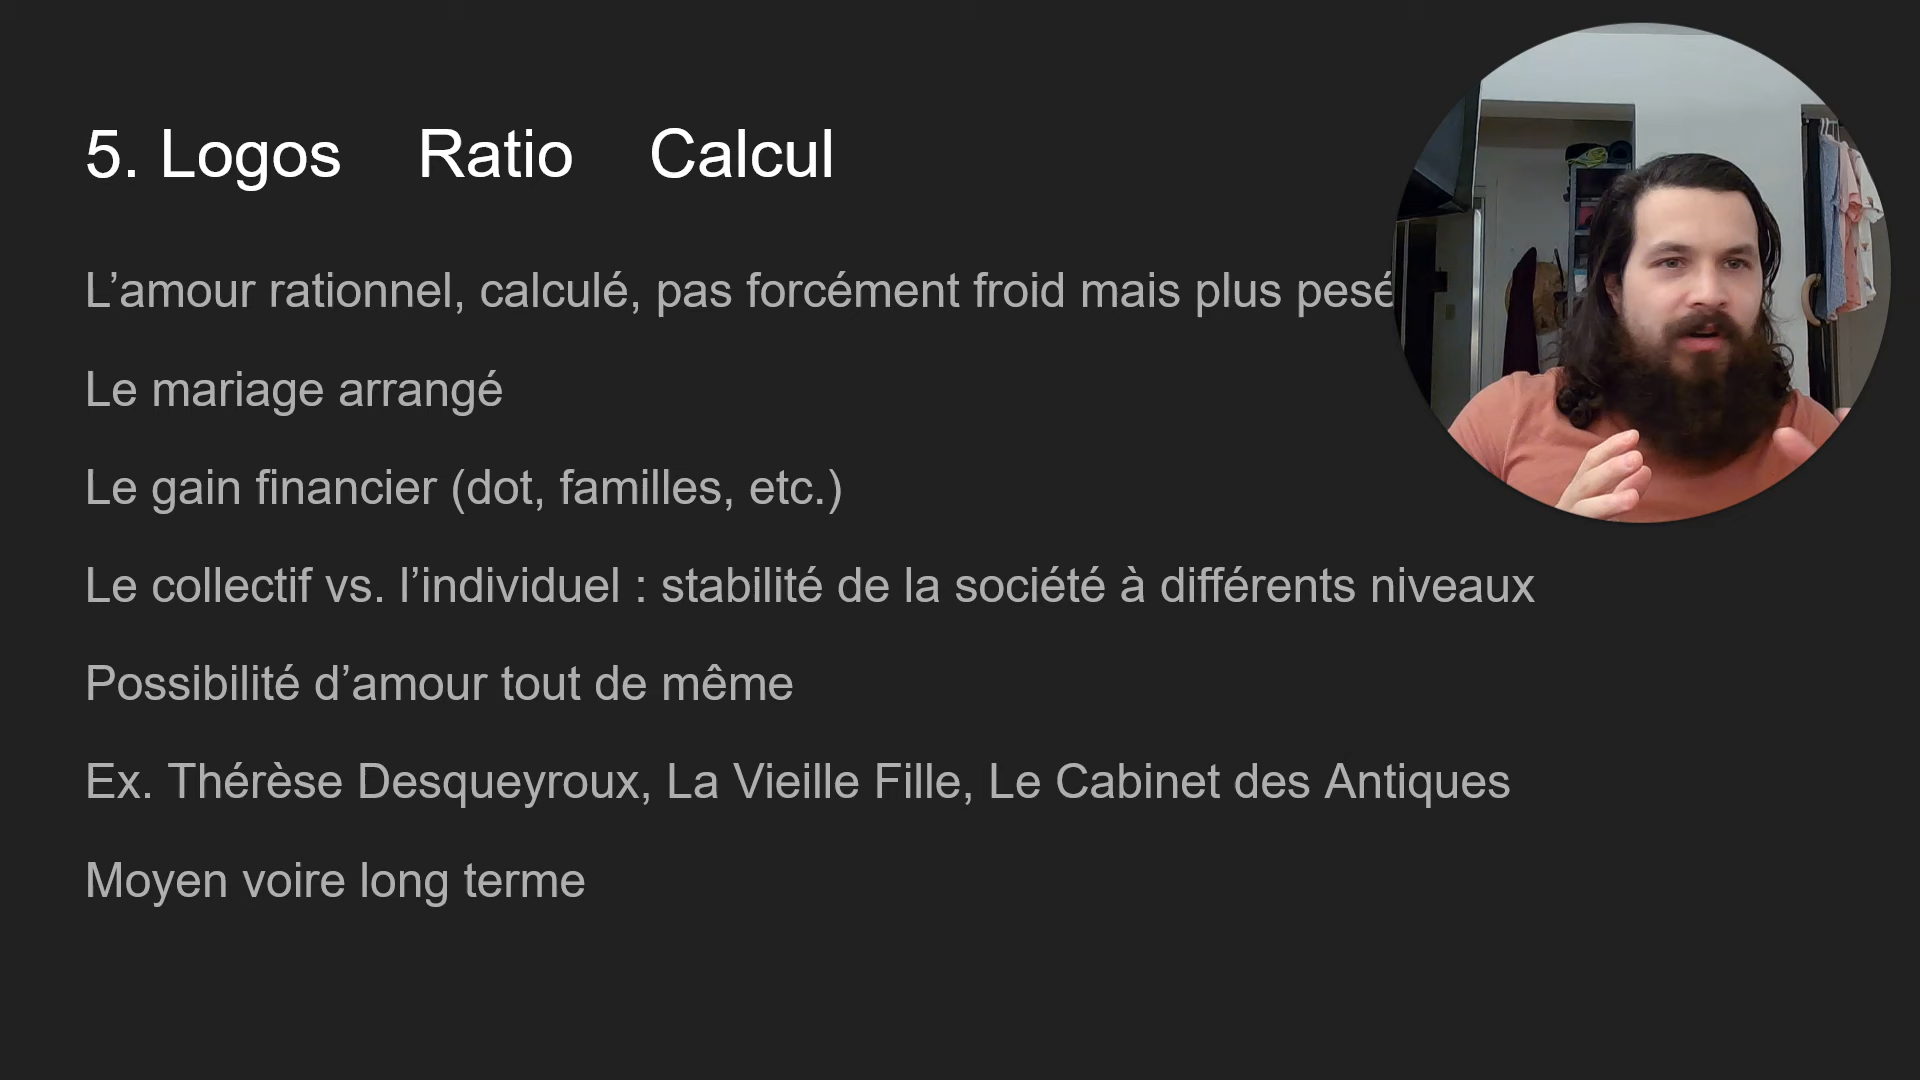 5. Logos Ratio Calcul
L’amour rationnel, calculé, pas forcément froid mais plus pesé
Le mariage arrangé
Le gain financier (dot, familles, etc.)
Le collectif vs. l’individuel : stabilité de la société à différents niveaux
Possibilité d’amour tout de même
Ex. Thérèse Desqueyroux, La Vieille Fille, Le Cabinet des Antiques
Moyen voire long terme